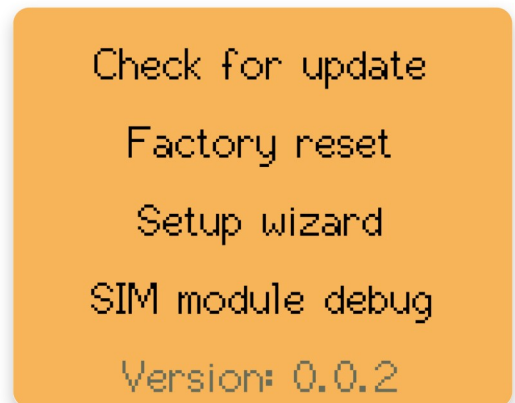 Check for update
Factory reset
Setup wizard
SIM module debug
Version: 0.0.2